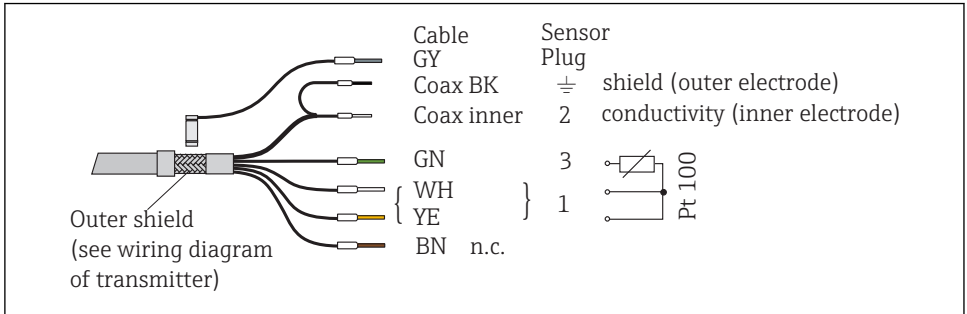 Cable Sensor
GY Plug
Coax BK ⏚ shield (outer electrode)
Coax inner 2 conductivity (inner electrode)
GN 3
{ WH } 1
{ YE }
BN n.c.
Pt 100
Outer shield
(see wiring diagram
of transmitter)